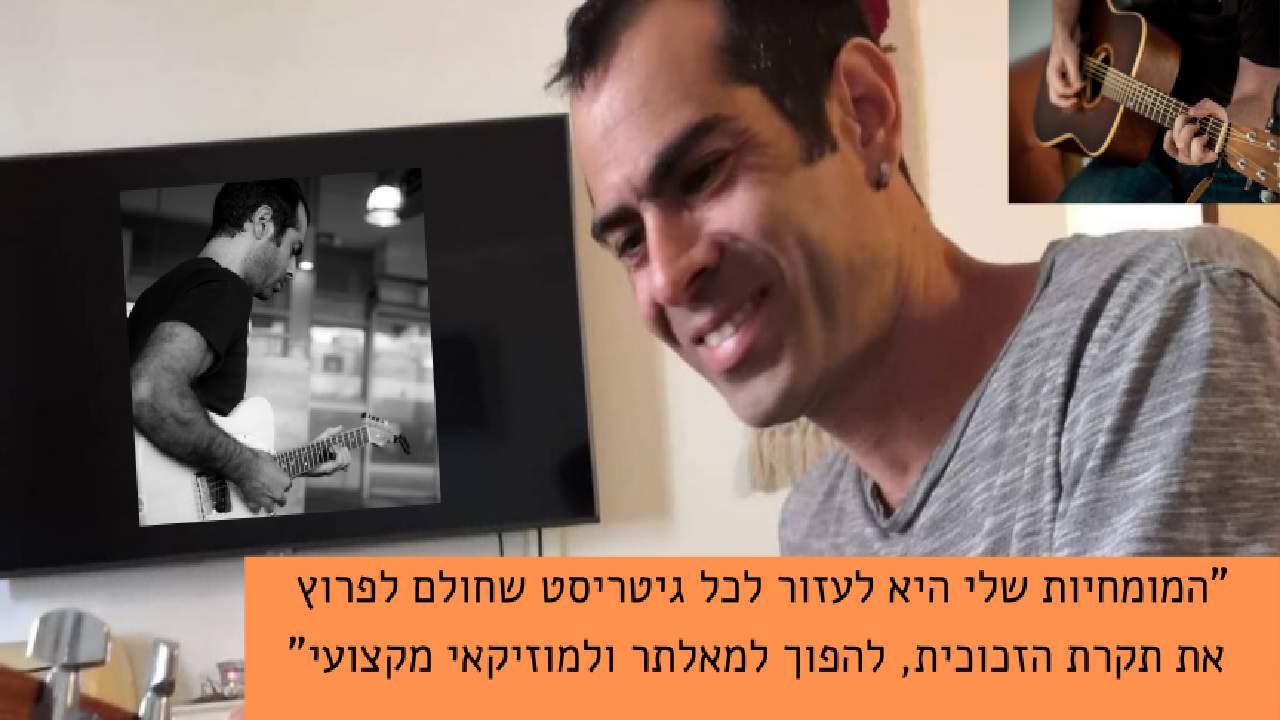 "המומחיות שלי היא לעזור לכל גיטריסט שחולם לפרוץ
את תקרת הזכוכית, להפוך למאלתר ולמוזיקאי מקצועי"